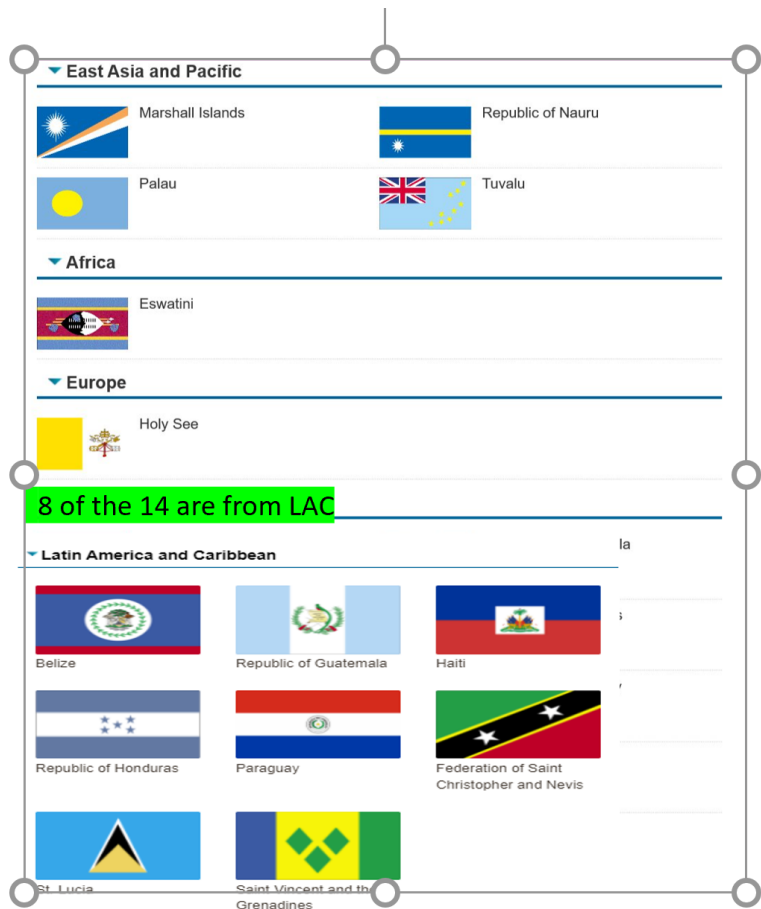 East Asia and Pacific
Marshall Islands
Republic of Nauru
Palau
Tuvalu
Africa
Eswatini
Europe
Holy See
8 of the 14 are from LAC
la
Latin America and Caribbean
s
Belize
Republic of Guatemala
Haiti
y
Republic of Honduras
Paraguay
Federation of Saint
Christopher and Nevis
St. Lucia
Saint Vincent and the
Grenadines